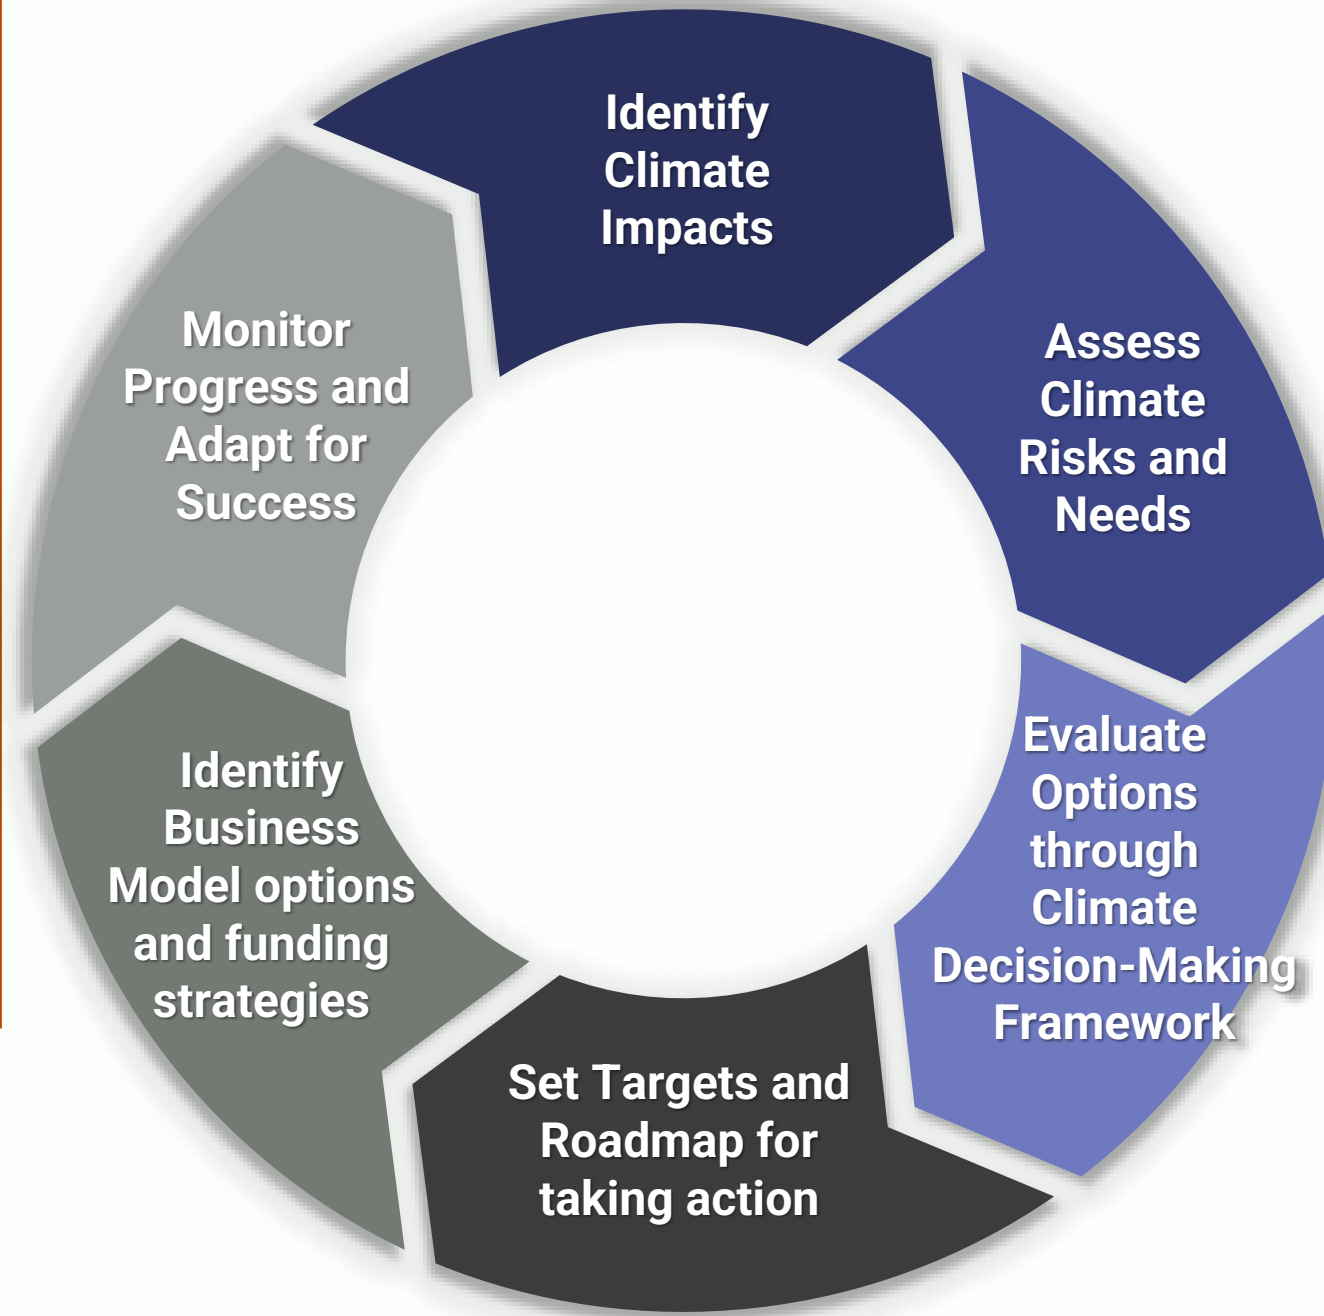 Identify
Climate
Impacts
Assess
Climate
Risks and
Needs
Evaluate
Options
through
Climate
Decision-Making
Framework
Set Targets and
Roadmap for
taking action
Identify
Business
Model options
and funding
strategies
Monitor
Progress and
Adapt for
Success